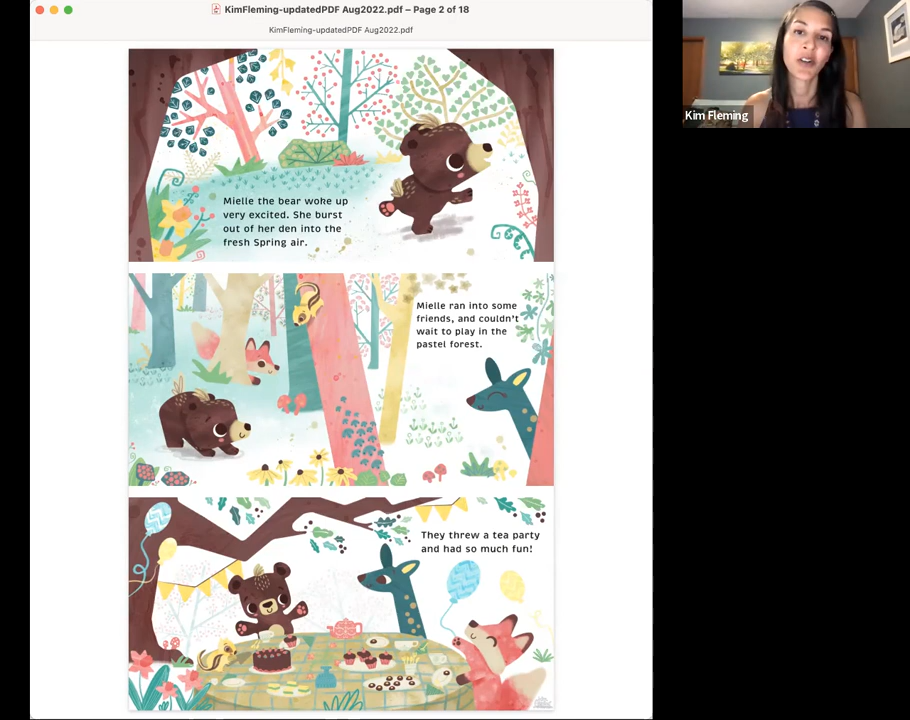 KimFleming-updatedPDF Aug2022.pdf – Page 2 of 18
KimFleming-updatedPDF Aug2022.pdf
Kim Fleming
Mielle the bear woke up
very excited. She burst
out of her den into the
fresh Spring air.
Mielle ran into some
friends, and couldn't
wait to play in the
pastel forest.
They threw a tea party
and had so much fun!